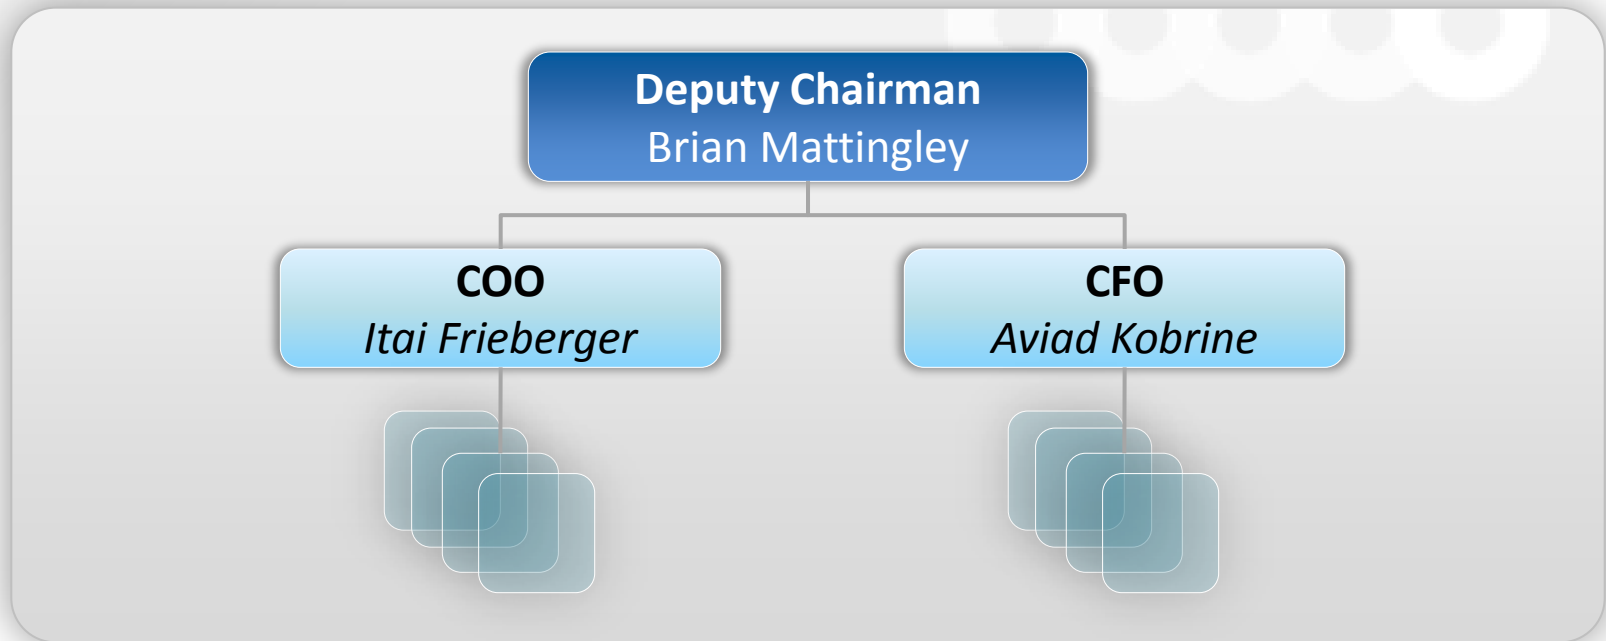 Deputy Chairman
Brian Mattingley
COO
Itai Frieberger
CFO
Aviad Kobrine